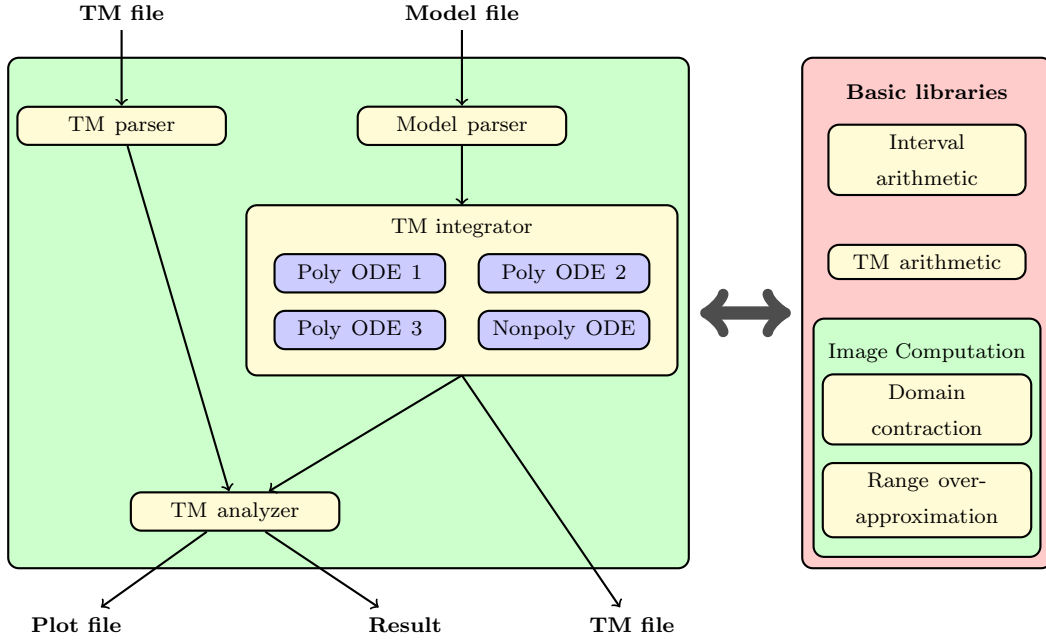 TM file
Model file
TM parser
Model parser
TM integrator
Poly ODE 1
Poly ODE 2
Poly ODE 3
Nonpoly ODE
TM analyzer
Plot file
Result
TM file
Basic libraries
Interval
arithmetic
TM arithmetic
Image Computation
Domain
contraction
Range over-
approximation